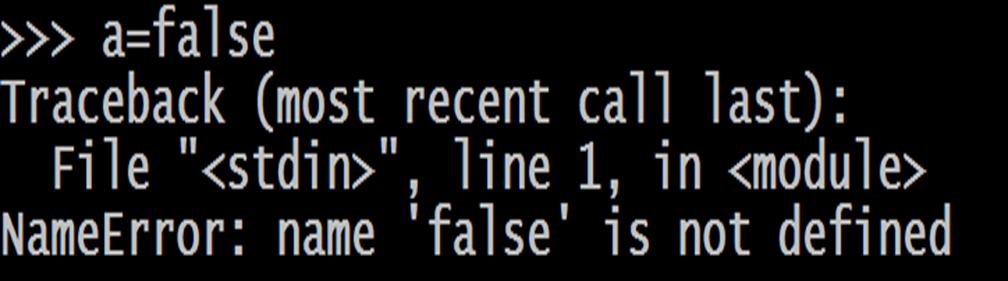 >>> a=false
Traceback (most recent call last):
  File "<stdin>", line 1, in <module>
NameError: name 'false' is not defined